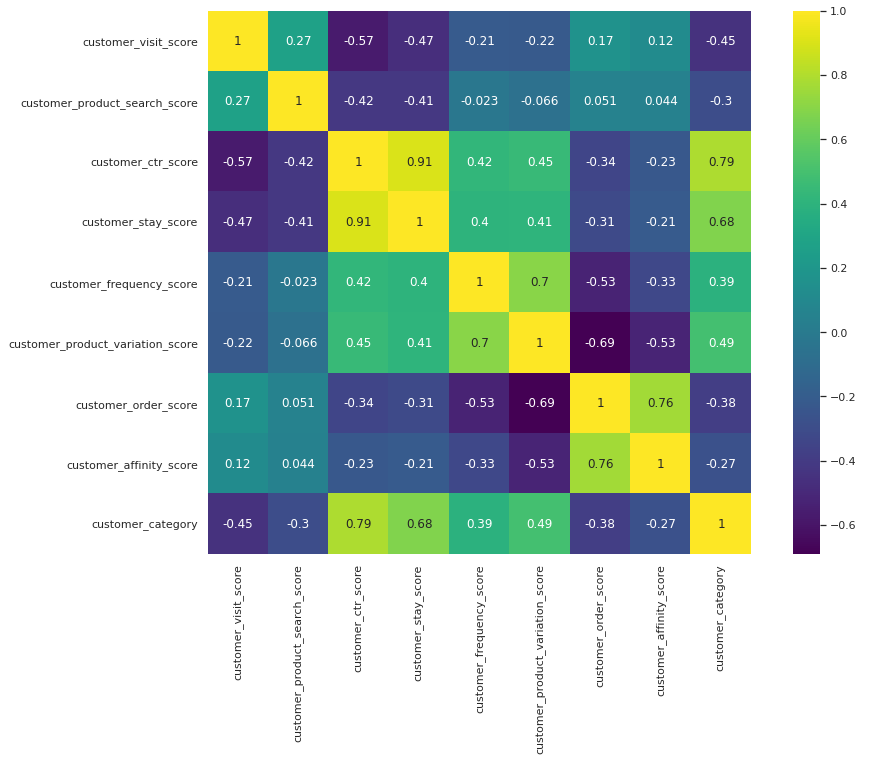 customer_visit_score 1 0.27 -0.57 -0.47 -0.21 -0.22 0.17 0.12 -0.45
customer_product_search_score 0.27 1 -0.42 -0.41 -0.023 -0.066 0.051 0.044 -0.3
customer_ctr_score -0.57 -0.42 1 0.91 0.42 0.45 -0.34 -0.23 0.79
customer_stay_score -0.47 -0.41 0.91 1 0.4 0.41 -0.31 -0.21 0.68
customer_frequency_score -0.21 -0.023 0.42 0.4 1 0.7 -0.53 -0.33 0.39
customer_product_variation_score -0.22 -0.066 0.45 0.41 0.7 1 -0.69 -0.53 0.49
customer_order_score 0.17 0.051 -0.34 -0.31 -0.53 -0.69 1 0.76 -0.38
customer_affinity_score 0.12 0.044 -0.23 -0.21 -0.33 -0.53 0.76 1 -0.27
customer_category -0.45 -0.3 0.79 0.68 0.39 0.49 -0.38 -0.27 1
customer_visit_score
customer_product_search_score
customer_ctr_score
customer_stay_score
customer_frequency_score
customer_product_variation_score
customer_order_score
customer_affinity_score
customer_category
1.0
0.8
0.6
0.4
0.2
0.0
−0.2
−0.4
−0.6